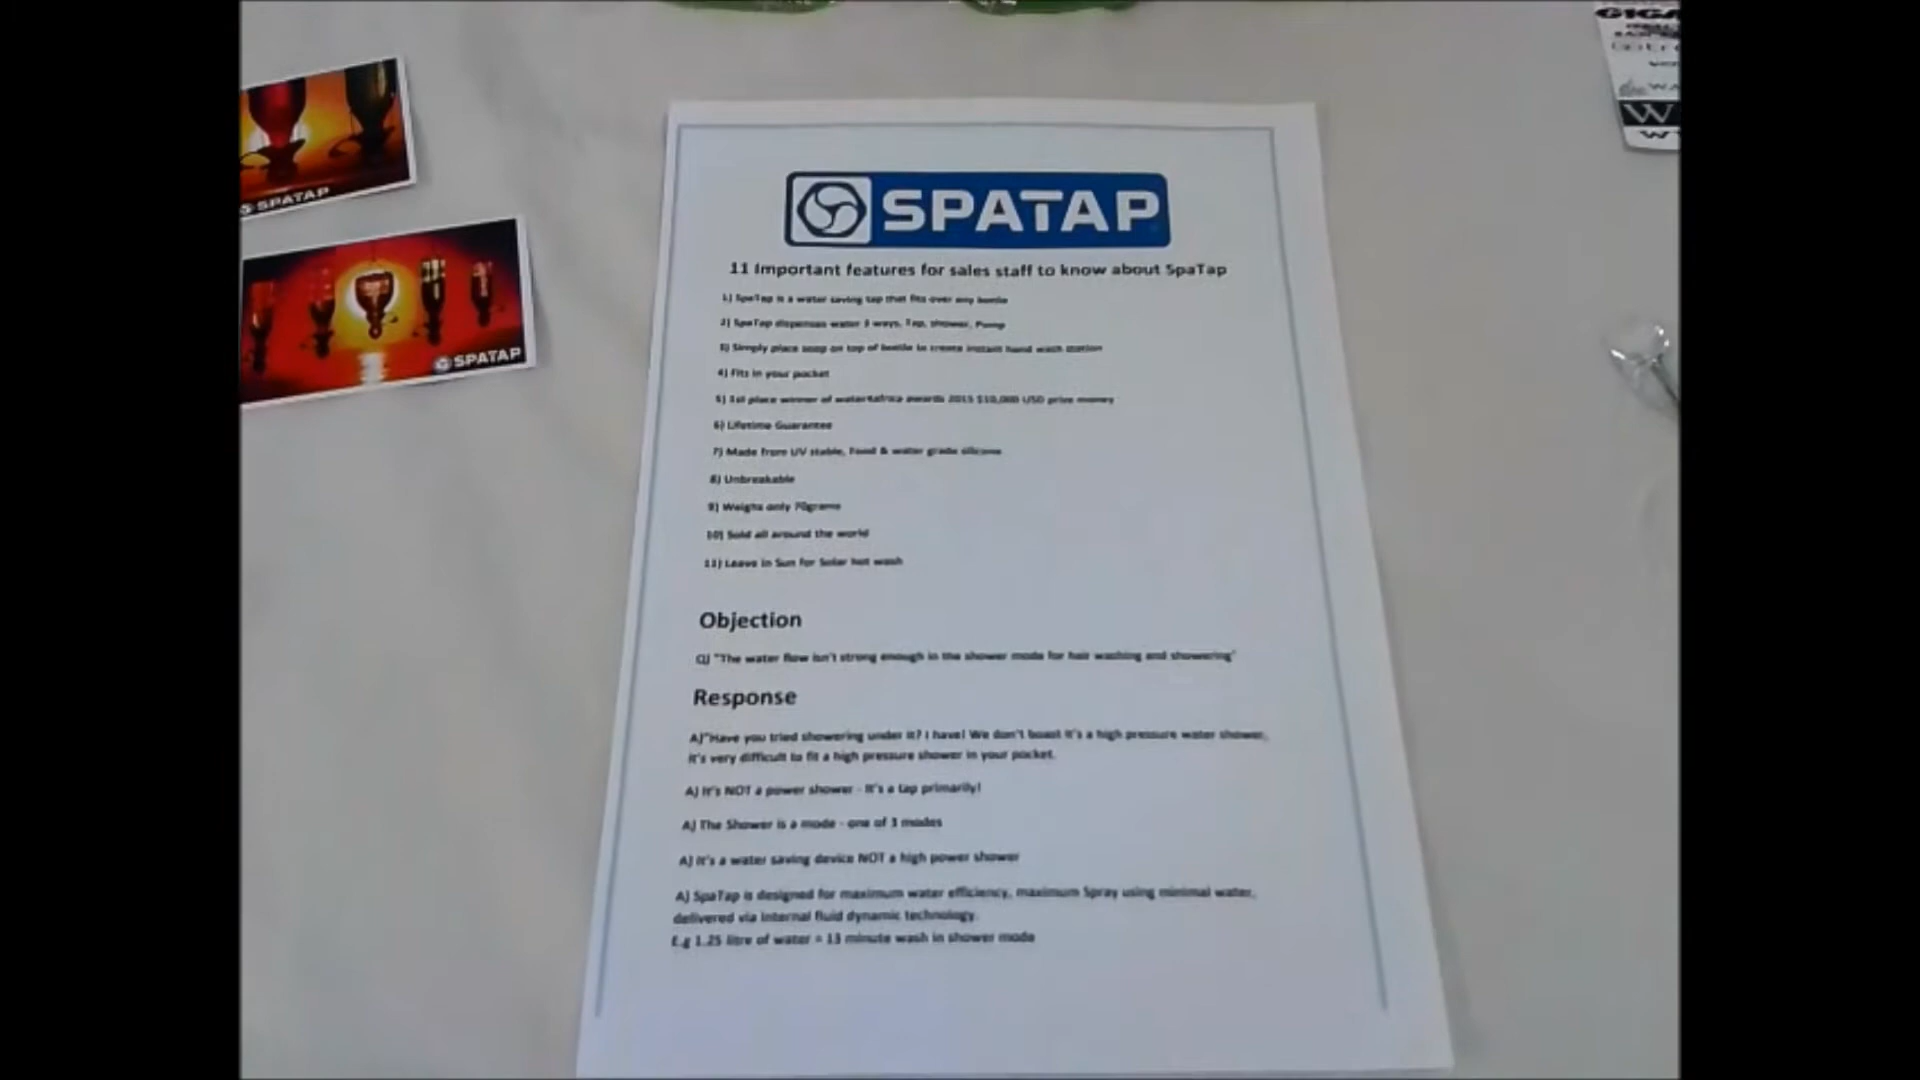 GIGA
W
SPATAP
SPATAP
SPATAP
11 Important features for sales staff to know about SpaTap
1) SpaTap is a water saving tap that fits over any bottle
2) SpaTap dispenses water 3 ways, Tap, shower, Pump
3) Simply place soap on top of bottle to create instant hand wash station
4) Fits in your pocket
5) 1st place winner of water4africa awards 2015 $10,000 USD prize money
6) Lifetime Guarantee
7) Made from UV stable, Food & water grade silicone
8) Unbreakable
9) Weighs only 70grams
10) Sold all around the world
11) Leave in Sun for Solar hot wash
Objection
Q) "The water flow isn't strong enough in the shower mode for hair washing and showering"
Response
A)"Have you tried showering under it? I have! We don't boast it's a high pressure water shower,
it's very difficult to fit a high pressure shower in your pocket.
A) It's NOT a power shower - It's a tap primarily!
A) The Shower is a mode - one of 3 modes
A) It's a water saving device NOT a high power shower
A) SpaTap is designed for maximum water efficiency, maximum Spray using minimal water,
delivered via internal fluid dynamic technology.
E.g 1.25 litre of water = 13 minute wash in shower mode